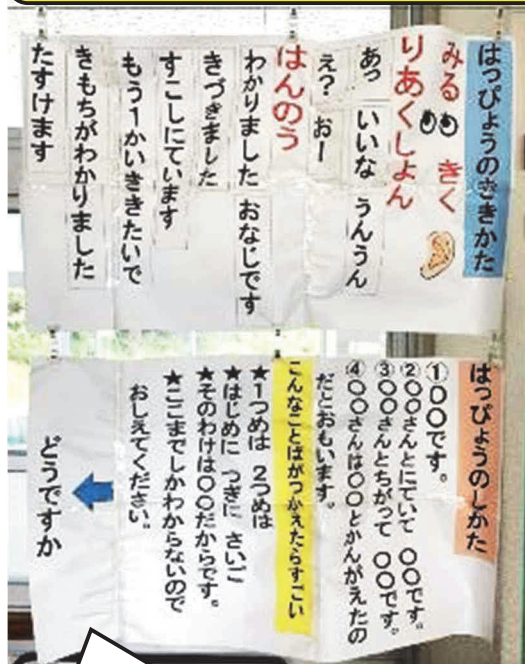 はっぴょうのききかた
みる きく
りあくしょん
あっ いいな うんうん
え? おー
はんのう
わかりました おなじです
きづきました
すこしにています
もう1かいききたいで
きもちがわかりました
たすけます
はっぴょうのしかた
①○○です。
②○○さんとにていて ○○です。
③○○さんとちがって ○○です。
④○○さんは○○とかんがえたの
だとおもいます。
こんなことばがつかえたらすごい
★1つめは 2つめは
★はじめに つぎに さいご
★そのわけは○○だからです。
★ここまでしかわからないので
おしえてください。
どうですか